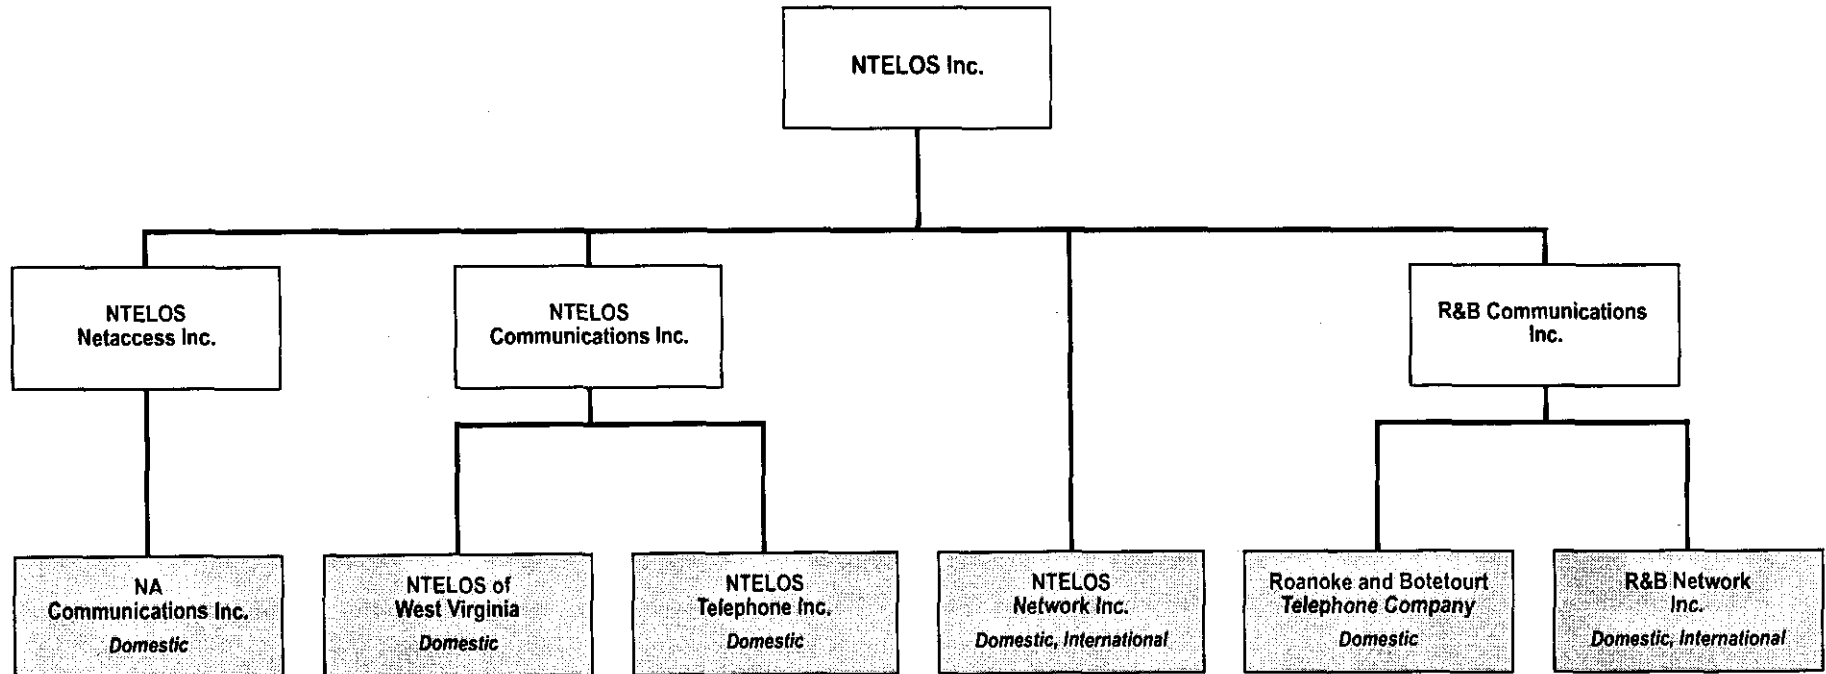 NTELOS Inc.
NTELOS
Netaccess Inc.
NTELOS
Communications Inc.
R&B Communications
Inc.
NA
Communications Inc.
Domestic
NTELOS of
West Virginia
Domestic
NTELOS
Telephone Inc.
Domestic
NTELOS
Network Inc.
Domestic, International
Roanoke and Botetourt
Telephone Company
Domestic
R&B Network
Inc.
Domestic, International